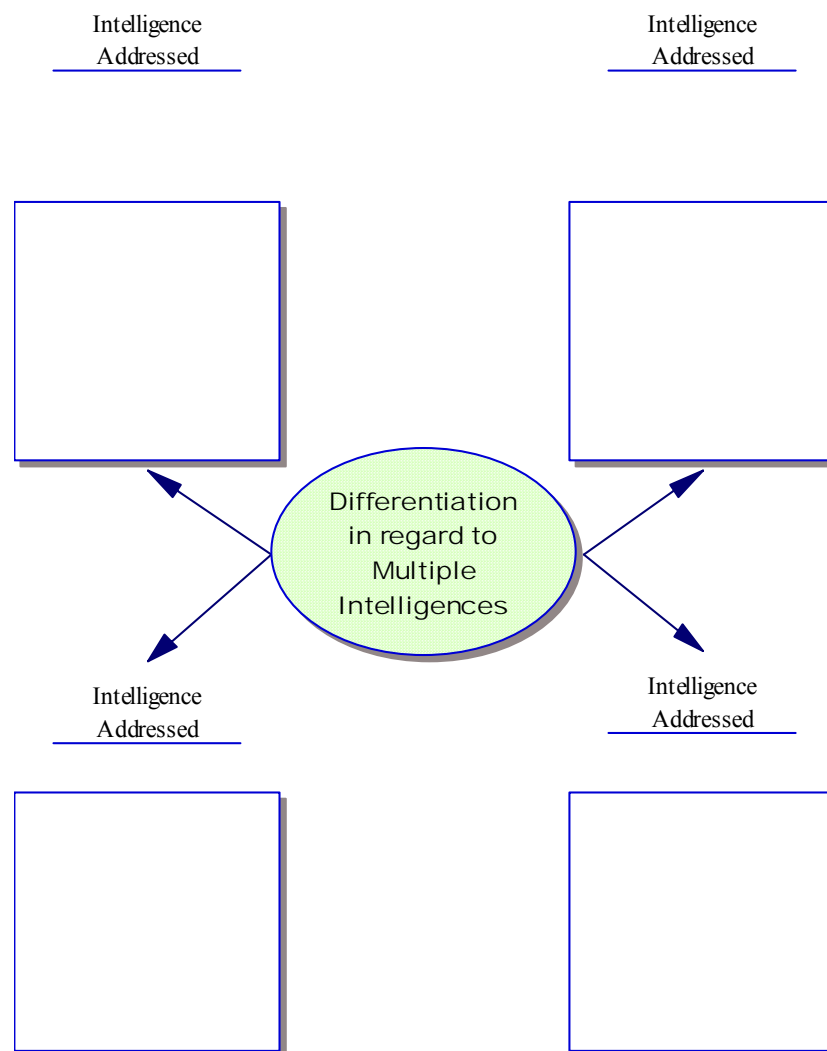 Intelligence
Addressed
Intelligence
Addressed
Differentiation
in regard to
Multiple
Intelligences
Intelligence
Addressed
Intelligence
Addressed